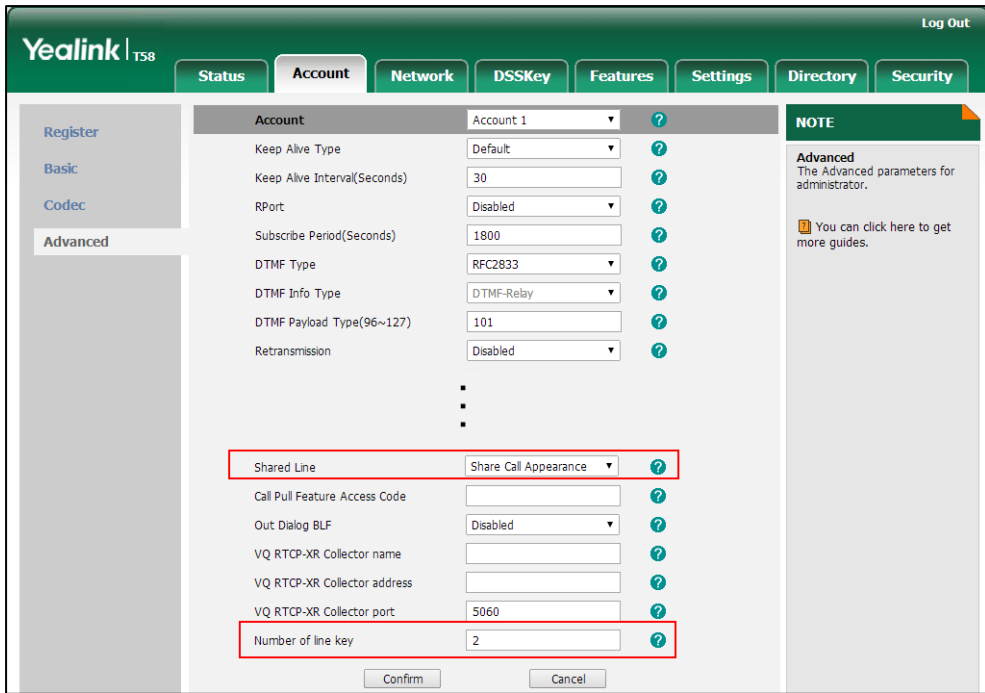 Log Out
Yealink | T58
Status Account Network DSSKey Features Settings Directory Security
Register
Basic
Codec
Advanced
Account Account 1 ?
Keep Alive Type Default ?
Keep Alive Interval(Seconds) 30 ?
RPort Disabled ?
Subscribe Period(Seconds) 1800 ?
DTMF Type RFC2833 ?
DTMF Info Type DTMF-Relay ?
DTMF Payload Type(96~127) 101 ?
Retransmission Disabled ?
Shared Line Share Call Appearance ?
Call Pull Feature Access Code ?
Out Dialog BLF Disabled ?
VQ RTCP-XR Collector name ?
VQ RTCP-XR Collector address ?
VQ RTCP-XR Collector port 5060 ?
Number of line key 2 ?
Confirm Cancel
NOTE
Advanced
The Advanced parameters for
administrator.
? You can click here to get
more guides.